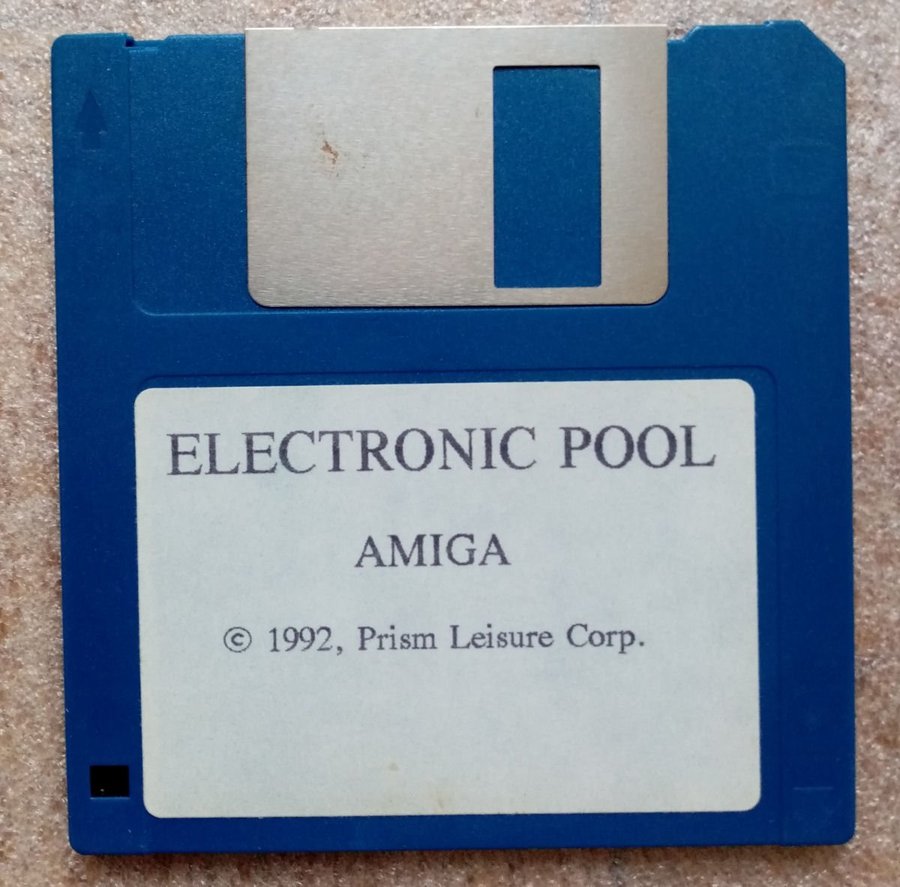 ELECTRONIC POOL
AMIGA
© 1992, Prism Leisure Corp.